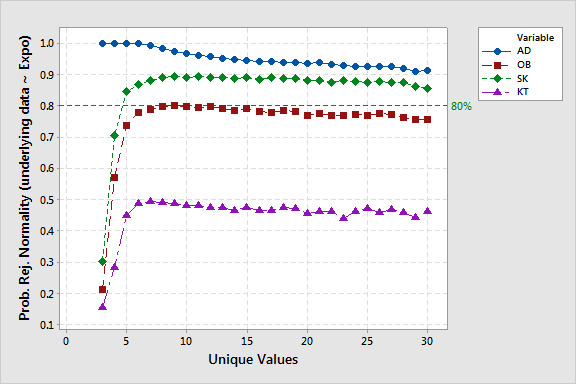 Prob. Rej. Normality (underlying data ~ Expo)
1.0
0.9
0.8
0.7
0.6
0.5
0.4
0.3
0.2
0.1
0 5 10 15 20 25 30
Unique Values
80%
Variable
AD
OB
SK
KT